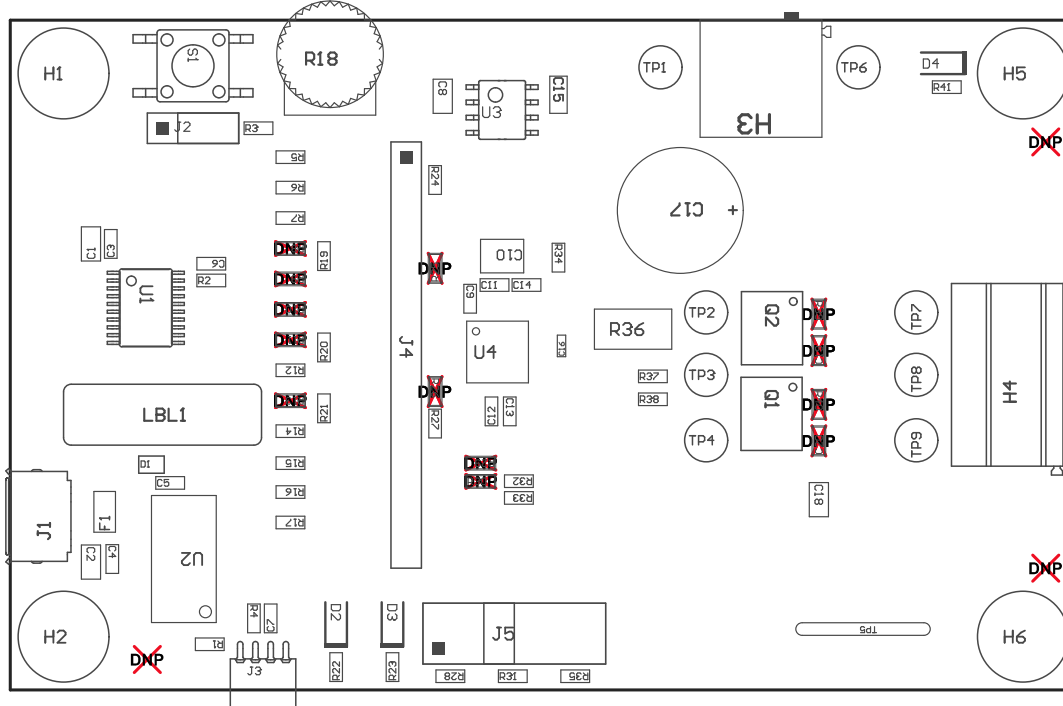 H1
S1
R18
C8
U3
C15
TP1
H3
TP6
D4
R41
H5
DNP
J2
R3
R5
R6
R7
R24
C17
+
C1
C3
C6
R2
DNP
R19
DNP
DNP
DNP
R20
R12
DNP
R21
R14
R15
R16
R17
U1
J4
DNP
C10
R34
C11
C14
C9
U4
C16
R36
R37
R38
TP2
TP3
TP4
Q2
Q1
DNP
DNP
DNP
DNP
TP7
TP8
TP9
H4
LBL1
DNP
R27
C12
C13
DNP
DNP
R32
R33
C18
D1
C5
J1
F1
C2
C4
U2
DNP
H2
DNP
R1
R4
C7
J3
D2
R22
D3
R23
J5
R28
R31
R35
TP5
H6